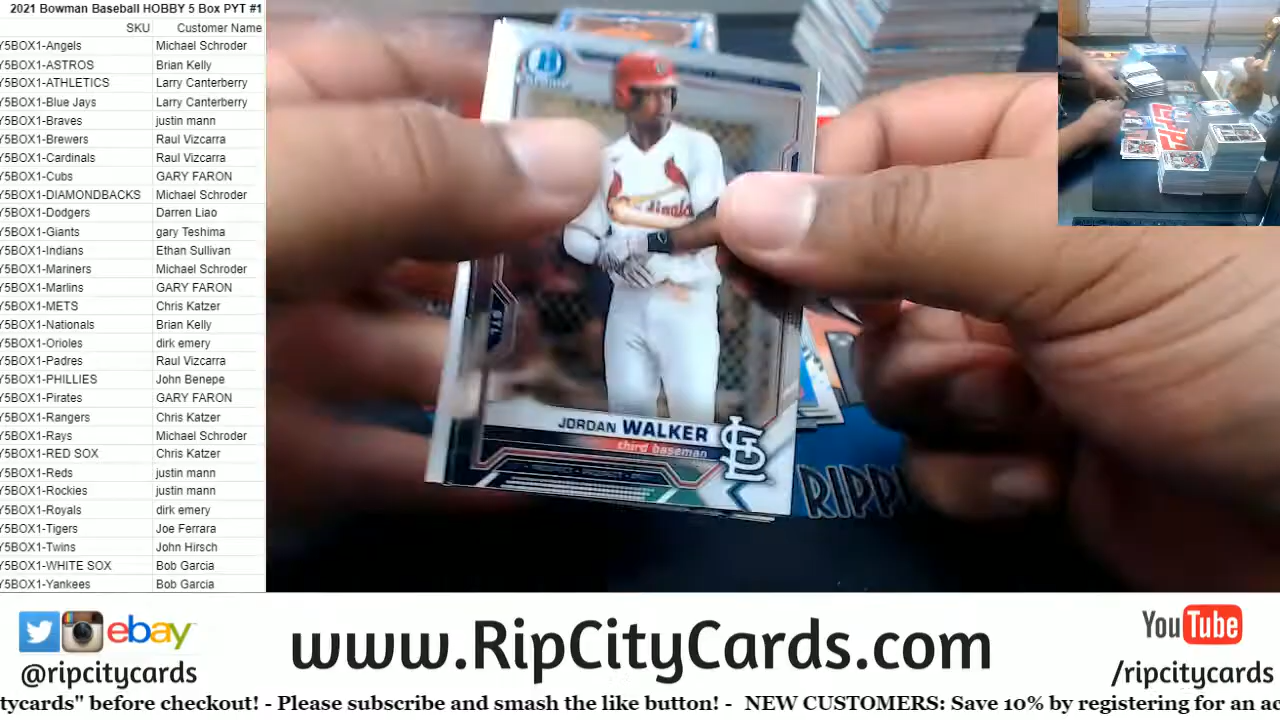 2021 Bowman Baseball HOBBY 5 Box PYT #1
SKU Customer Name
Y5BOX1-Angels Michael Schroder
Y5BOX1-ASTROS Brian Kelly
Y5BOX1-ATHLETICS Larry Canterberry
Y5BOX1-Blue Jays Larry Canterberry
Y5BOX1-Braves justin mann
Y5BOX1-Brewers Raul Vizcarra
Y5BOX1-Cardinals Raul Vizcarra
Y5BOX1-Cubs GARY FARON
Y5BOX1-DIAMONDBACKS Michael Schroder
Y5BOX1-Dodgers Darren Liao
Y5BOX1-Giants gary Teshima
Y5BOX1-Indians Ethan Sullivan
Y5BOX1-Mariners Michael Schroder
Y5BOX1-Marlins GARY FARON
Y5BOX1-METS Chris Katzer
Y5BOX1-Nationals Brian Kelly
Y5BOX1-Orioles dirk emery
Y5BOX1-Padres Raul Vizcarra
Y5BOX1-PHILLIES John Benepe
Y5BOX1-Pirates GARY FARON
Y5BOX1-Rangers Chris Katzer
Y5BOX1-Rays Michael Schroder
Y5BOX1-RED SOX Chris Katzer
Y5BOX1-Reds justin mann
Y5BOX1-Rockies justin mann
Y5BOX1-Royals dirk emery
Y5BOX1-Tigers Joe Ferrara
Y5BOX1-Twins John Hirsch
Y5BOX1-WHITE SOX Bob Garcia
Y5BOX1-Yankees Bob Garcia
Cardinals
STL
JORDAN WALKER
third baseman
STL
RIPP
ebay
@ripcitycards
www.RipCityCards.com
YouTube
/ripcitycards
tycards" before checkout! - Please subscribe and smash the like button! - NEW CUSTOMERS: Save 10% by registering for an ac